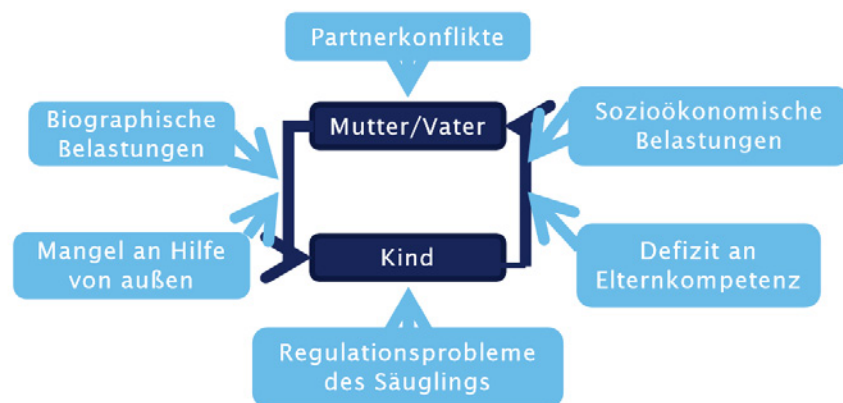 Partnerkonflikte
Biographische
Belastungen
Mutter/Vater
Sozioökonomische
Belastungen
Mangel an Hilfe
von außen
Kind
Defizit an
Elternkompetenz
Regulationsprobleme
des Säuglings